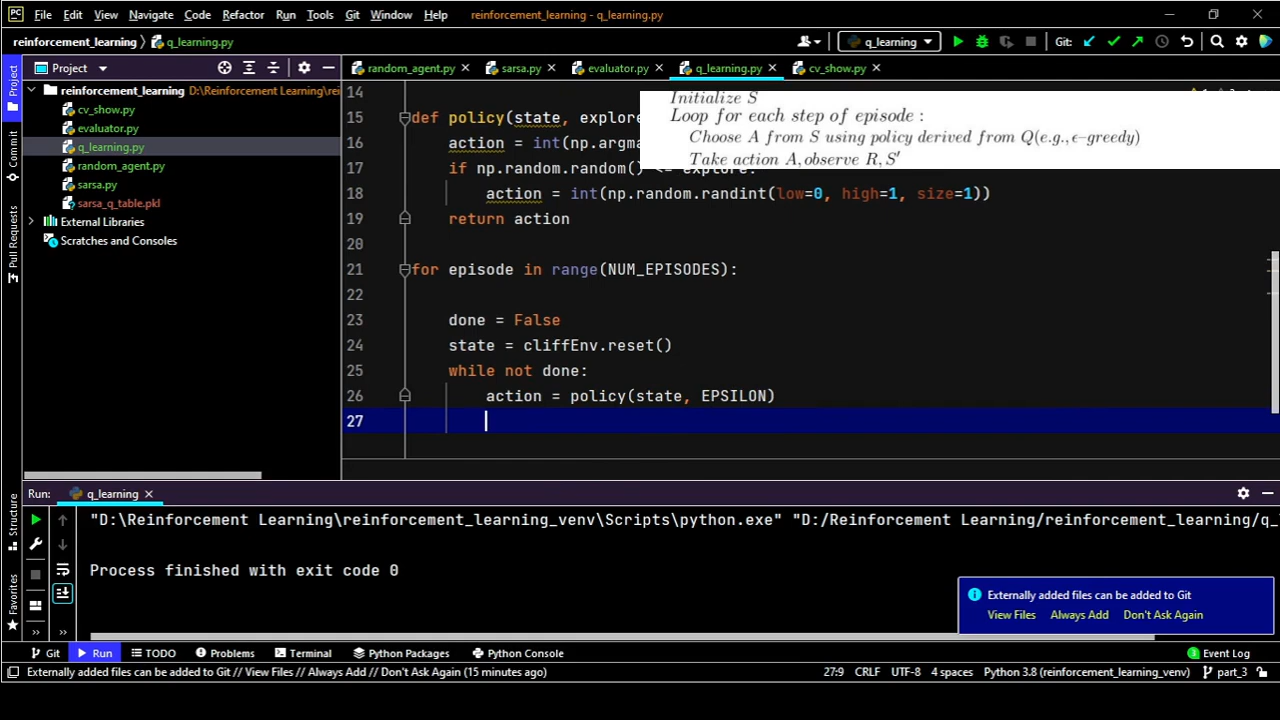 File Edit View Navigate Code Refactor Run Tools Git Window Help reinforcement_learning - q_learning.py
reinforcement_learning q_learning.py q_learning Git:
Project random_agent.py sarsa.py evaluator.py q_learning.py cv_show.py
reinforcement_learning D:\Reinforcement Learning\rei
cv_show.py
evaluator.py
q_learning.py
random_agent.py
sarsa.py
sarsa_q_table.pkl
External Libraries
Scratches and Consoles
Project
Commit
Pull Requests
Structure
Favorites
14
15 def policy(state, explore
16 action = int(np.argma
17 if np.random.random() <= explore:
18 action = int(np.random.randint(low=0, high=1, size=1))
19 return action
20
21 for episode in range(NUM_EPISODES):
22
23 done = False
24 state = cliffEnv.reset()
25 while not done:
26 action = policy(state, EPSILON)
27
Initialize S
Loop for each step of episode :
Choose A from S using policy derived from Q(e.g., ϵ–greedy)
Take action A, observe R, S′
Run: q_learning
"D:\Reinforcement Learning\reinforcement_learning_venv\Scripts\python.exe" "D:/Reinforcement Learning/reinforcement_learning/q_
Process finished with exit code 0
Externally added files can be added to Git
View Files Always Add Don't Ask Again
Git Run TODO Problems Terminal Python Packages Python Console 3 Event Log
Externally added files can be added to Git // View Files // Always Add // Don't Ask Again (15 minutes ago) 27:9 CRLF UTF-8 4 spaces Python 3.8 (reinforcement_learning_venv) part_3